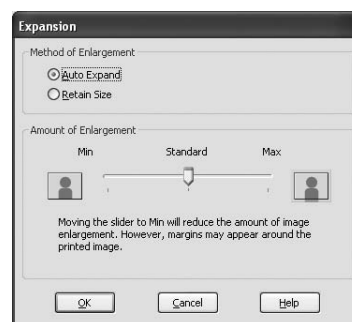 Expansion
Method of Enlargement
Auto Expand
Retain Size
Amount of Enlargement
Min Standard Max
Moving the slider to Min will reduce the amount of image
enlargement. However, margins may appear around the
printed image.
OK Cancel Help